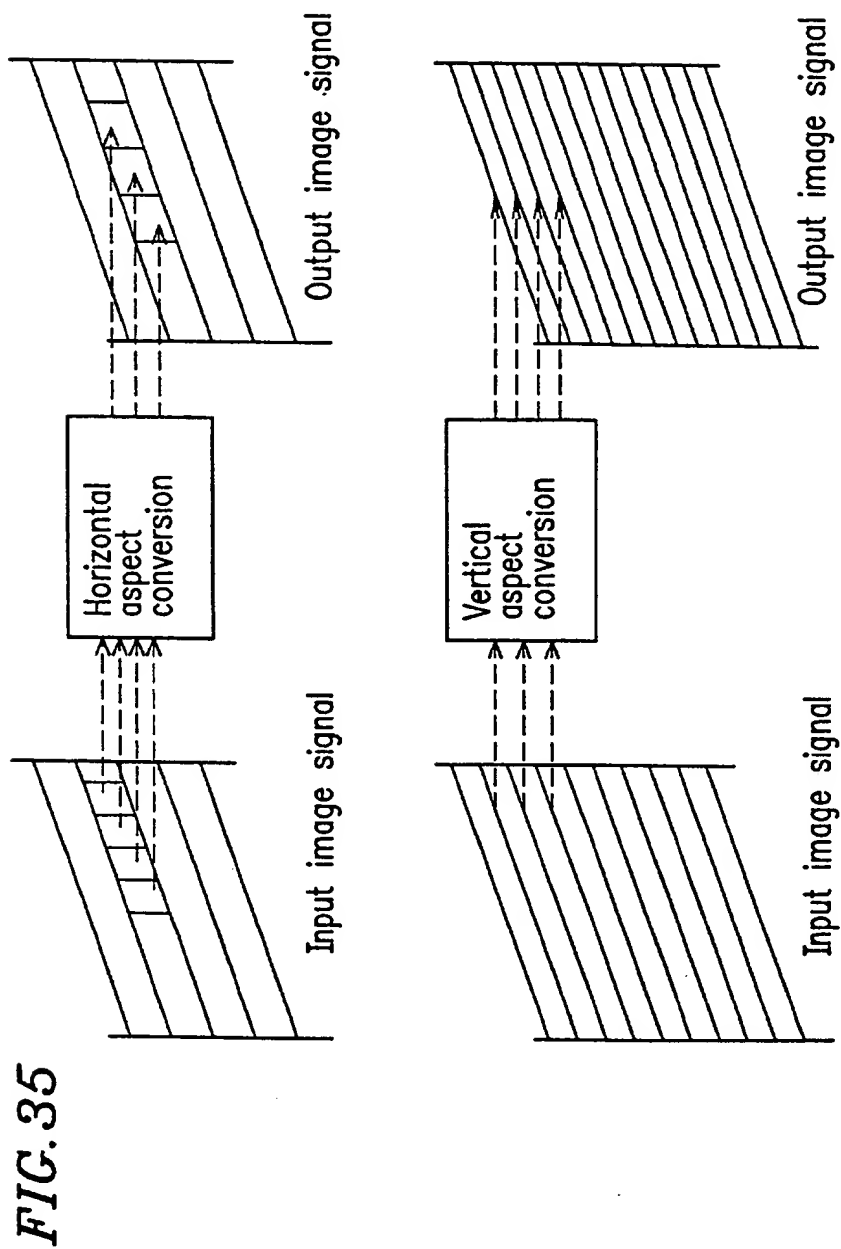 FIG. 35
Input image signal
Horizontal
aspect
conversion
Output image signal
Input image signal
Vertical
aspect
conversion
Output image signal